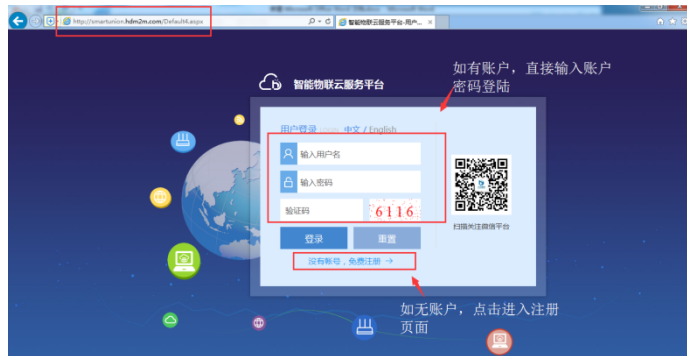 http://smartunion.hdm2m.com/Default4.aspx
智能物联云服务平台-用户...
智能物联云服务平台
如有账户，直接输入账户
密码登陆
用户登录 LOGIN 中文 / English
输入用户名
输入密码
验证码
6116
扫描关注微信平台
登录
重置
没有账号，免费注册 →
如无账户，点击进入注册
页面